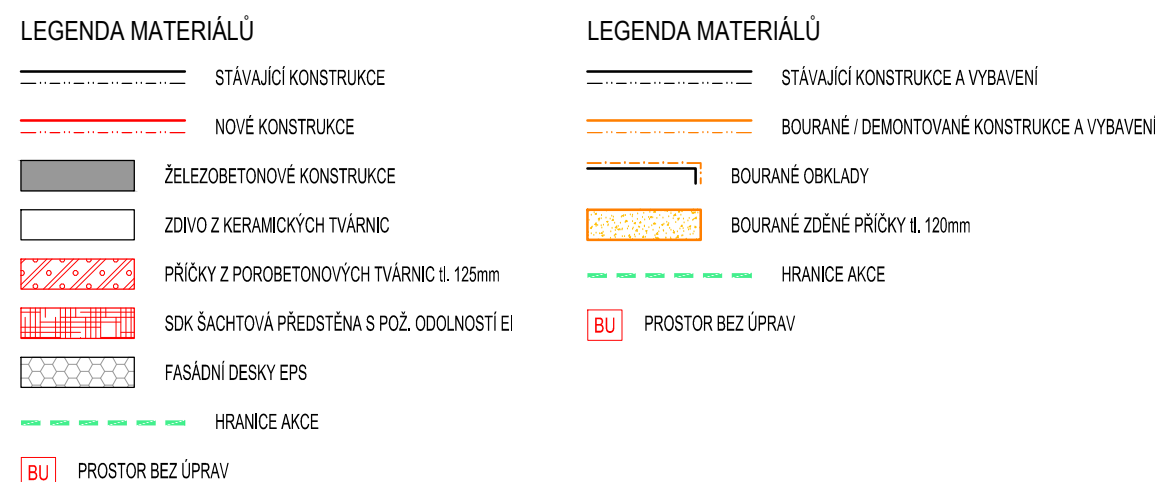 LEGENDA MATERIÁLŮ
STÁVAJÍCÍ KONSTRUKCE
NOVÉ KONSTRUKCE
ŽELEZOBETONOVÉ KONSTRUKCE
ZDIVO Z KERAMICKÝCH TVÁRNIC
PŘÍČKY Z POROBETONOVÝCH TVÁRNIC tl. 125mm
SDK ŠACHTOVÁ PŘEDSTĚNA S POŽ. ODOLNOSTÍ EI
FASÁDNÍ DESKY EPS
HRANICE AKCE
BU PROSTOR BEZ ÚPRAV
LEGENDA MATERIÁLŮ
STÁVAJÍCÍ KONSTRUKCE A VYBAVENÍ
BOURANÉ / DEMONTOVANÉ KONSTRUKCE A VYBAVENÍ
BOURANÉ OBKLADY
BOURANÉ ZDĚNÉ PŘÍČKY tl. 120mm
HRANICE AKCE
BU PROSTOR BEZ ÚPRAV